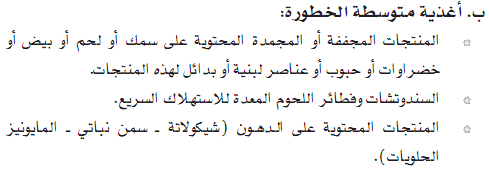 ب. أغذية متوسطة الخطورة:
المنتجات المجففة أو المجمدة المحتوية على سمك أو لحم أو بيض أو
خضراوات أو حبوب أو عناصر لبنية أو بدائل لهذه المنتجات.
السندوتشات وفطائر اللحوم المعدة للاستهلاك السريع.
المنتجات المحتوية على الدهون (شيكولاتة ـ سمن نباتي ـ المايونيز
الحلويات).